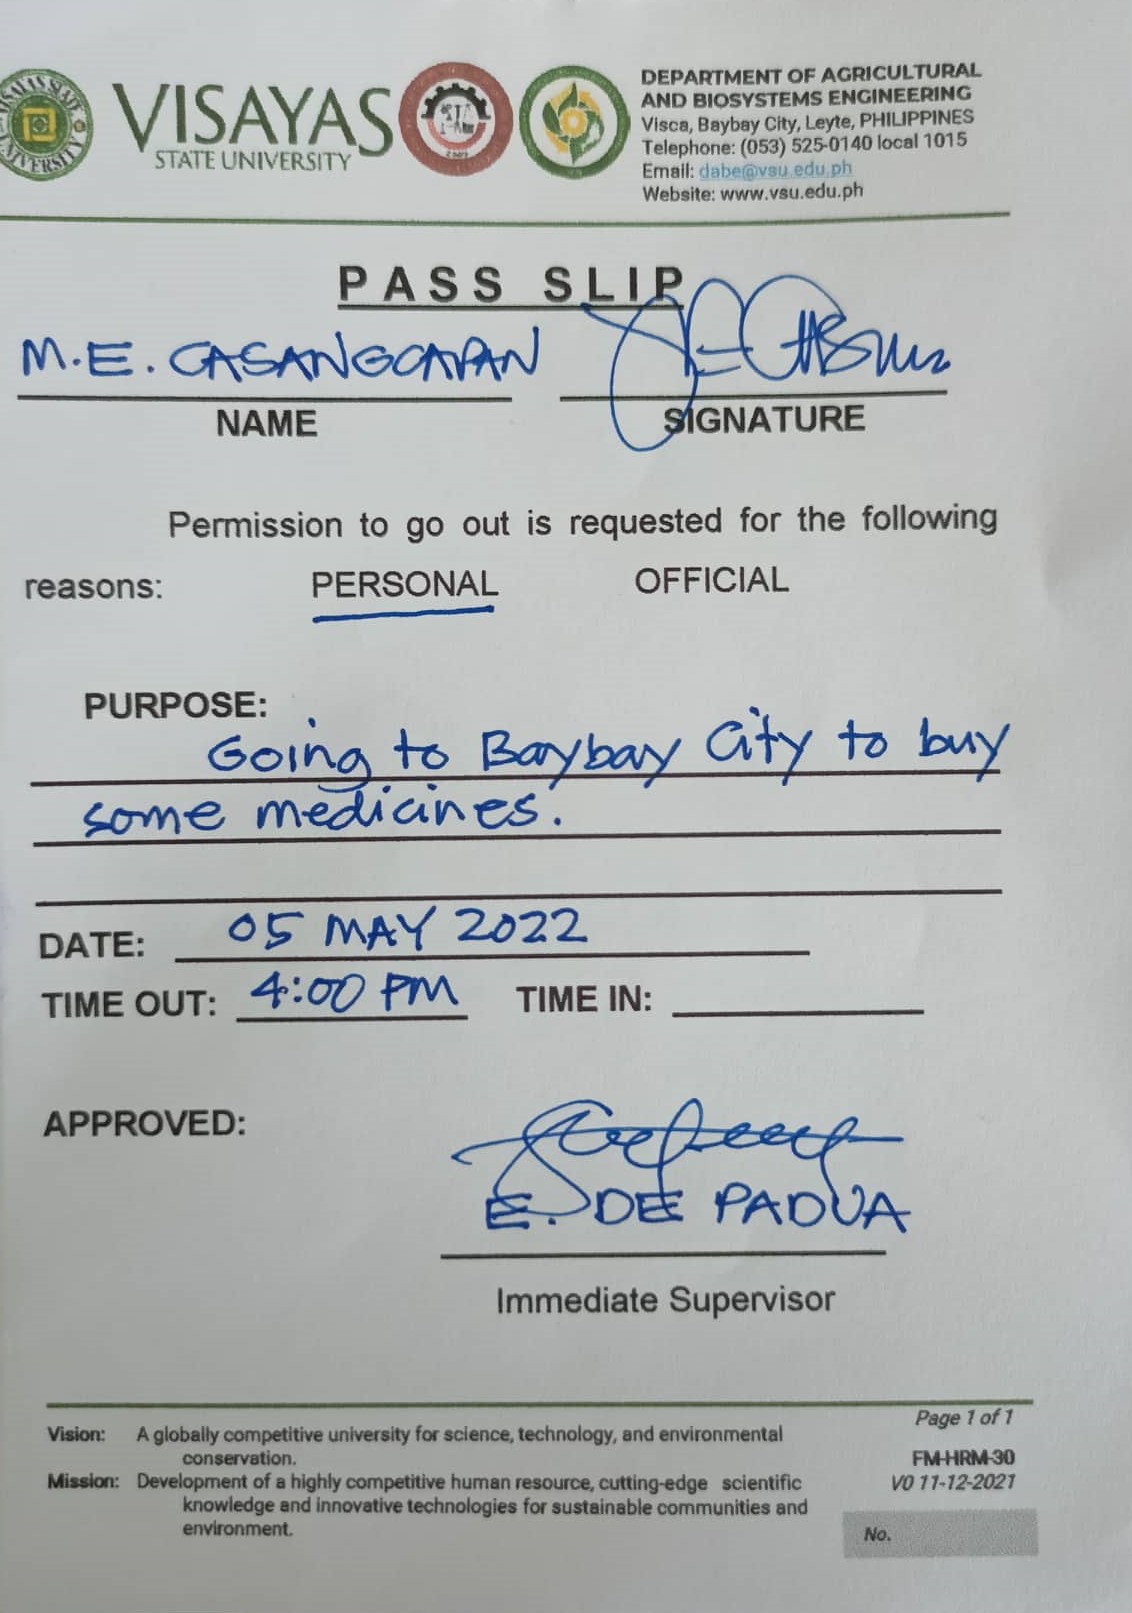 VISAYAS
STATE UNIVERSITY
DEPARTMENT OF AGRICULTURAL
AND BIOSYSTEMS ENGINEERING
Visca, Baybay City, Leyte, PHILIPPINES
Telephone: (053) 525-0140 local 1015
Email: dabe@vsu.edu.ph
Website: www.vsu.edu.ph
PASS SLIP
M.E. CASANGCAPAN
NAME
SIGNATURE
Permission to go out is requested for the following
reasons: PERSONAL OFFICIAL
PURPOSE:
Going to Baybay City to buy
some medicines.
DATE: 05 MAY 2022
TIME OUT: 4:00 PM TIME IN:
APPROVED:
E. DE PADUA
Immediate Supervisor
Page 1 of 1
Vision: A globally competitive university for science, technology, and environmental
conservation.
FM-HRM-30
Mission: Development of a highly competitive human resource, cutting-edge scientific
V0 11-12-2021
knowledge and innovative technologies for sustainable communities and
environment.
No.